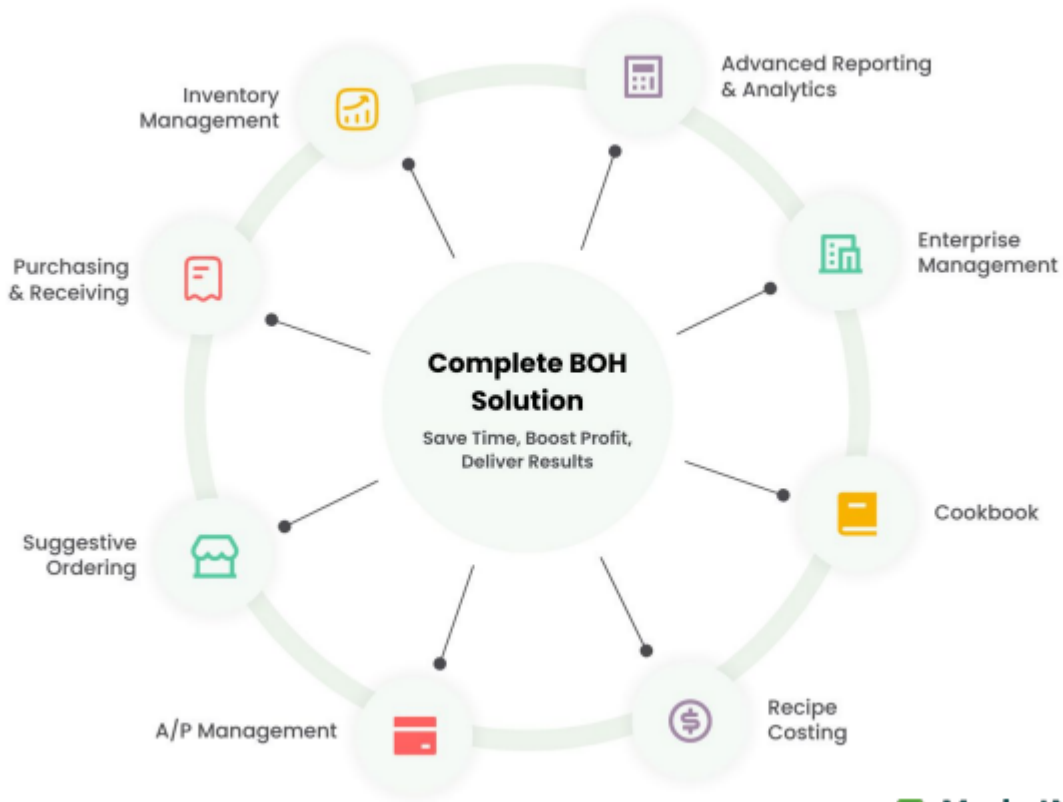 Advanced Reporting
& Analytics
Inventory
Management
Enterprise
Management
Purchasing
& Receiving
Complete BOH
Solution
Save Time, Boost Profit,
Deliver Results
Cookbook
Suggestive
Ordering
Recipe
Costing
A/P Management